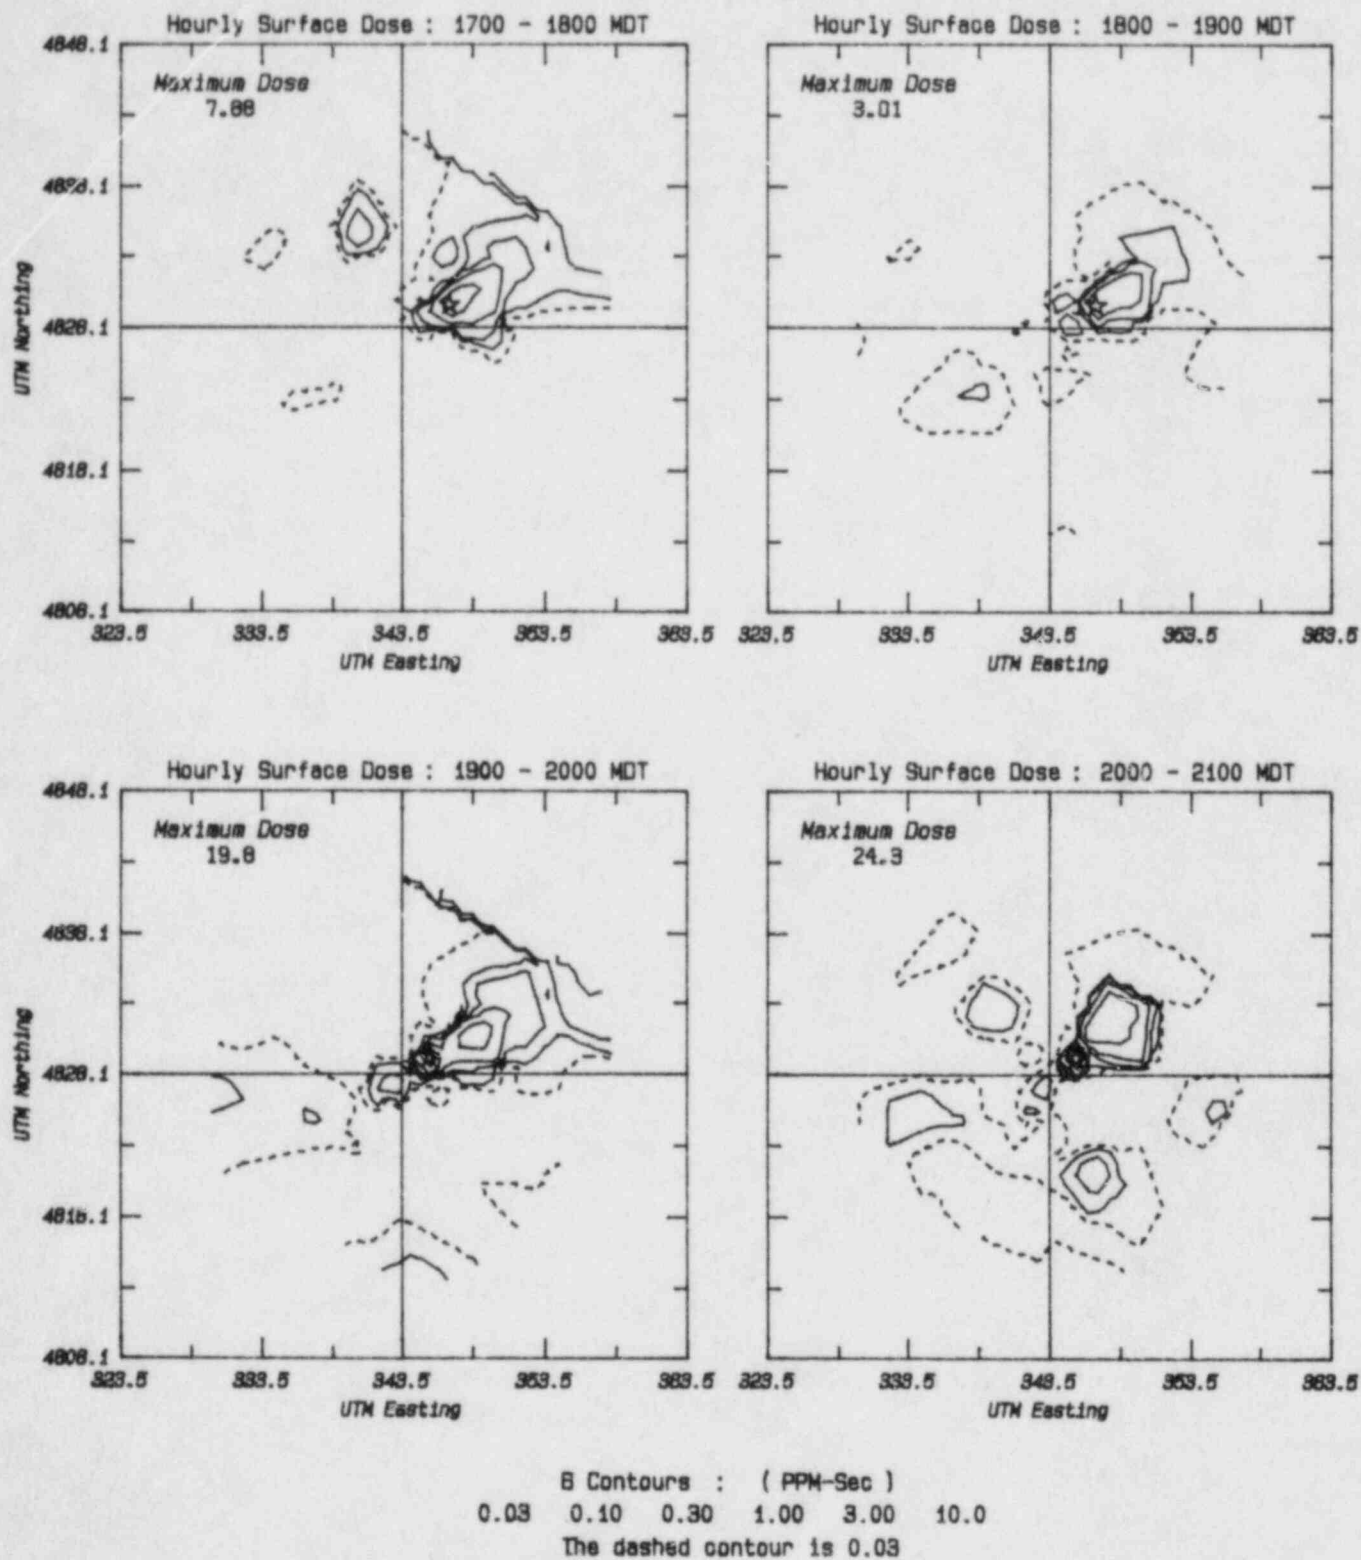 Hourly Surface Dose : 1700 - 1800 MDT
Hourly Surface Dose : 1800 - 1900 MDT
4848.1
Maximum Dose
7.88
Maximum Dose
3.01
4838.1
UTM Northing
4828.1
4818.1
4808.1
323.5 333.5 343.5 353.5 363.5
323.5 333.5 343.5 353.5 363.5
UTM Easting
UTM Easting
Hourly Surface Dose : 1900 - 2000 MDT
Hourly Surface Dose : 2000 - 2100 MDT
4848.1
Maximum Dose
19.8
Maximum Dose
24.3
4838.1
UTM Northing
4828.1
4818.1
4808.1
323.5 333.5 343.5 353.5 363.5
323.5 333.5 343.5 353.5 363.5
UTM Easting
UTM Easting
6 Contours : ( PPM-Sec )
0.03 0.10 0.30 1.00 3.00 10.0
The dashed contour is 0.03